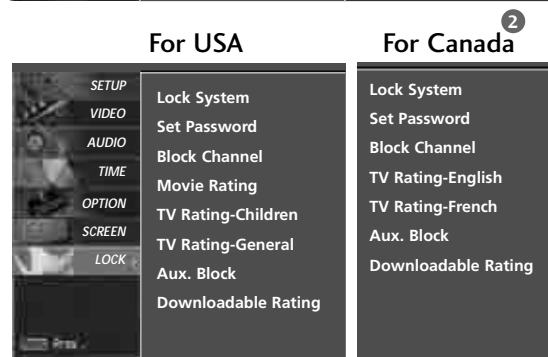 2
For USA
For Canada
SETUP
VIDEO
AUDIO
TIME
OPTION
SCREEN
LOCK
Lock System
Set Password
Block Channel
Movie Rating
TV Rating-Children
TV Rating-General
Aux. Block
Downloadable Rating
Lock System
Set Password
Block Channel
TV Rating-English
TV Rating-French
Aux. Block
Downloadable Rating